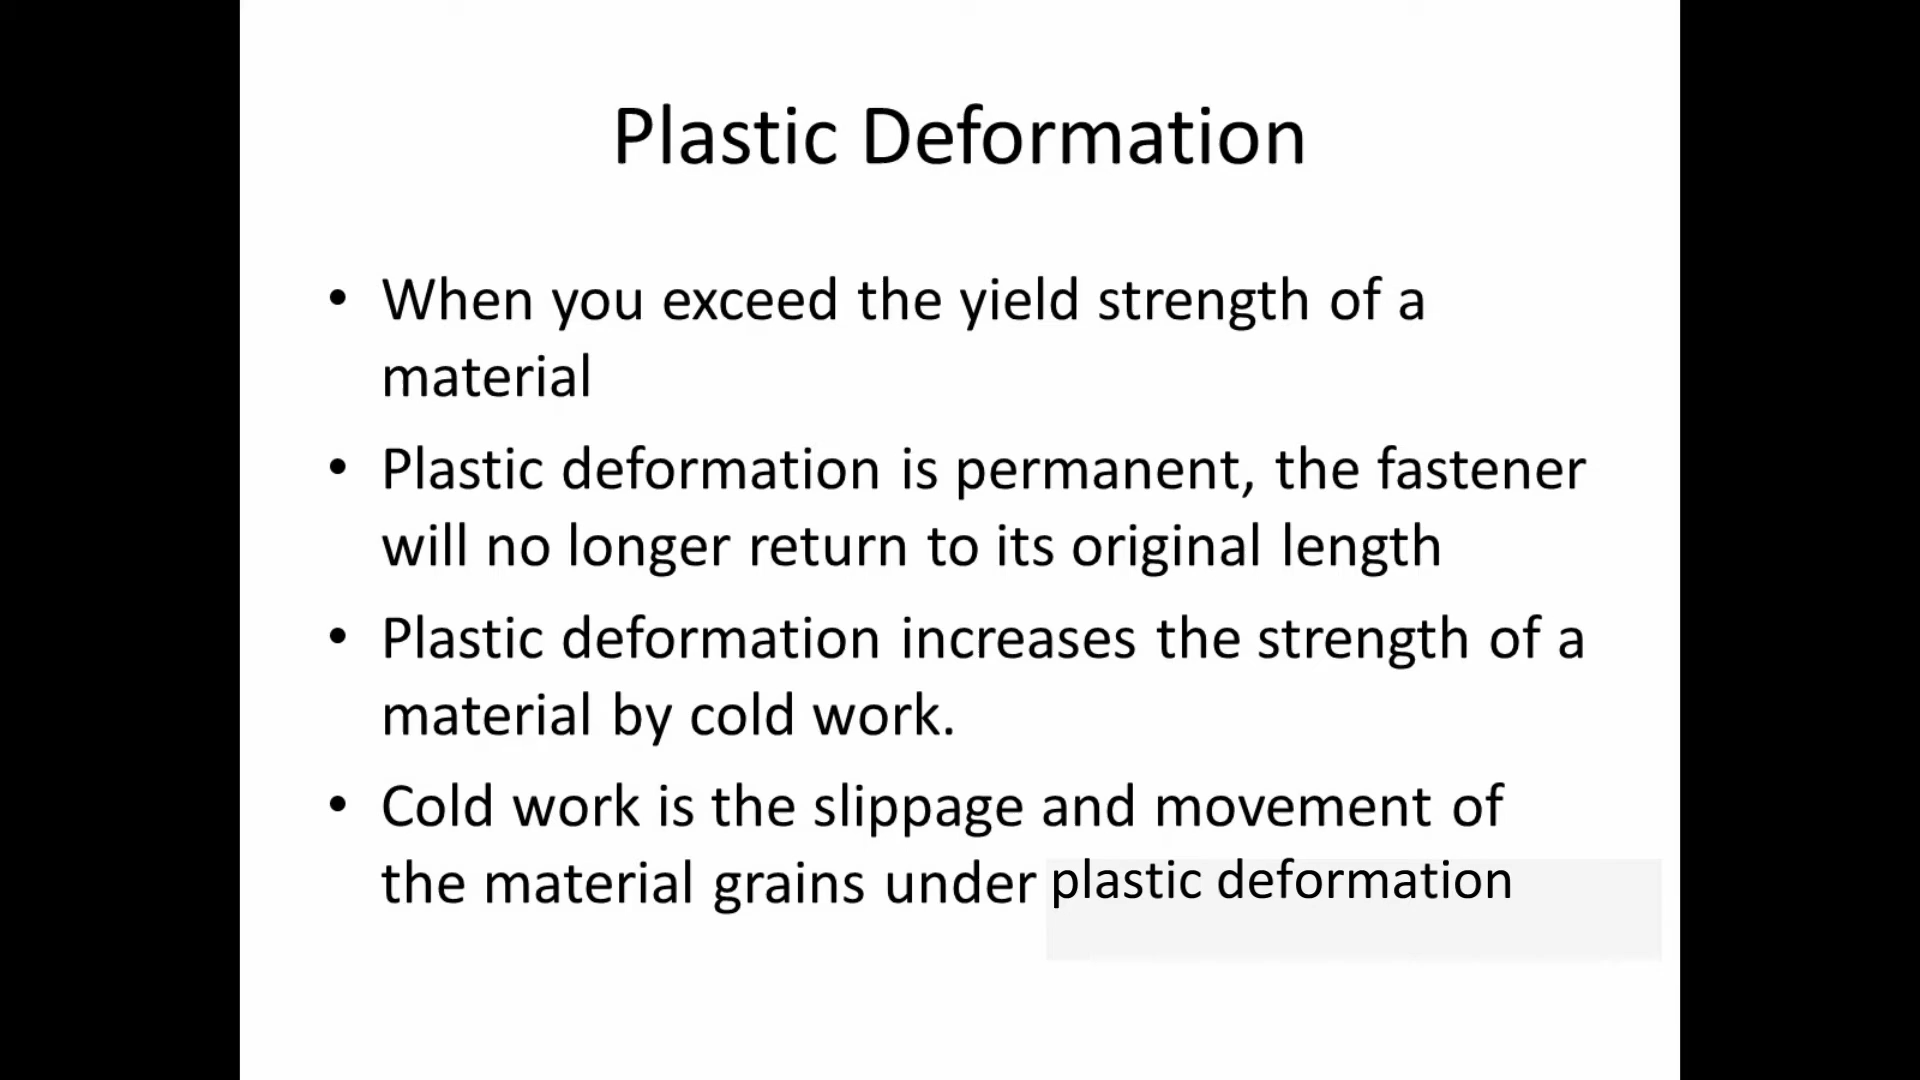 Plastic Deformation
• When you exceed the yield strength of a
material
• Plastic deformation is permanent, the fastener
will no longer return to its original length
• Plastic deformation increases the strength of a
material by cold work.
• Cold work is the slippage and movement of
the material grains under plastic deformation